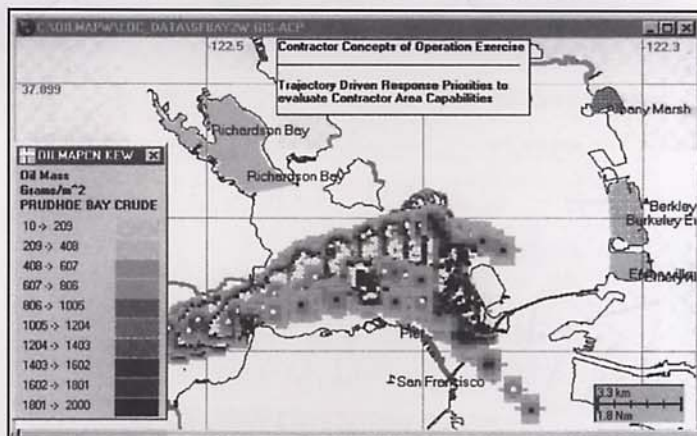 C:\OILMAPW\LOC_DATA\SFBAY2W.GIS-ACP
-122.5
-122.3
37.899
Contractor Concepts of Operation Exercise
Trajectory Driven Response Priorities to
evaluate Contractor Area Capabilities
Albany Marsh
Richardson Bay
Richardson Bay
OILMAPCN KEW
Oil Mass
Grams/m^2
PRUDHOE BAY CRUDE
10 -> 209
209 -> 408
408 -> 607
607 -> 806
806 -> 1005
1005 -> 1204
1204 -> 1403
1403 -> 1602
1602 -> 1801
1801 -> 2000
Berkley
Berkeley
San Francisco
3.3 km
1.8 Nm